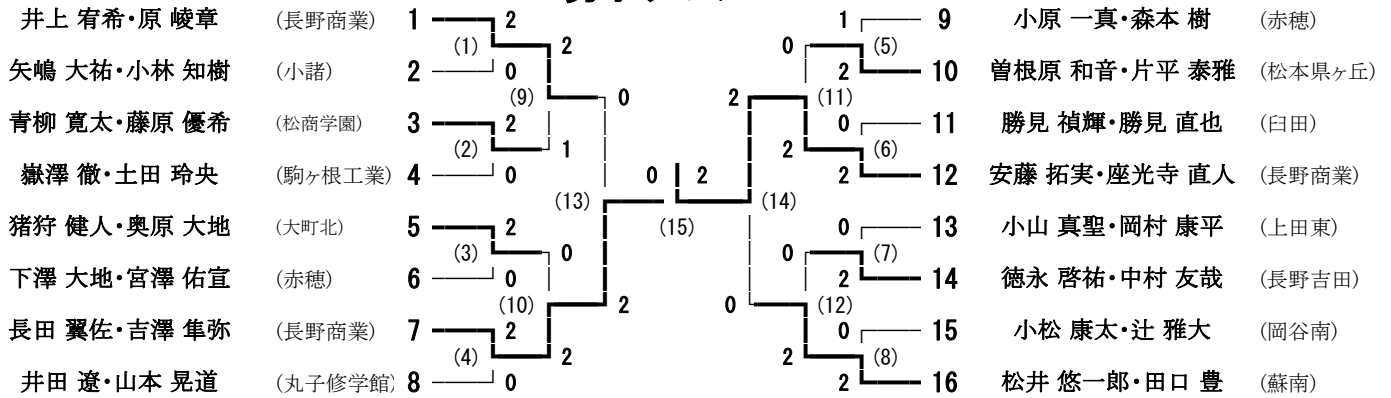 井上 宥希・原 崚章 (長野商業) 1 2 1 9 小原 一真・森本 樹 (赤穂)
(1) 2 0 (5)
矢嶋 大祐・小林 知樹 (小諸) 2 0 2 10 曽根原 和音・片平 泰雅 (松本県ヶ丘)
(9) 0 2 (11)
青柳 寛太・藤原 優希 (松商学園) 3 2 0 11 勝見 禎輝・勝見 直也 (臼田)
(2) 1 2 (6)
嶽澤 徹・土田 玲央 (駒ヶ根工業) 4 0 0 2 2 12 安藤 拓実・座光寺 直人 (長野商業)
(13) (15) (14)
猪狩 健人・奥原 大地 (大町北) 5 2 0 13 小山 真聖・岡村 康平 (上田東)
(3) 0 0 (7)
下澤 大地・宮澤 佑宣 (赤穂) 6 0 2 14 徳永 啓祐・中村 友哉 (長野吉田)
(10) 2 0 (12)
長田 翼佐・吉澤 隼弥 (長野商業) 7 2 0 15 小松 康太・辻 雅大 (岡谷南)
(4) 2 2 (8)
井田 遼・山本 晃道 (丸子修学館) 8 0 2 16 松井 悠一郎・田口 豊 (蘇南)